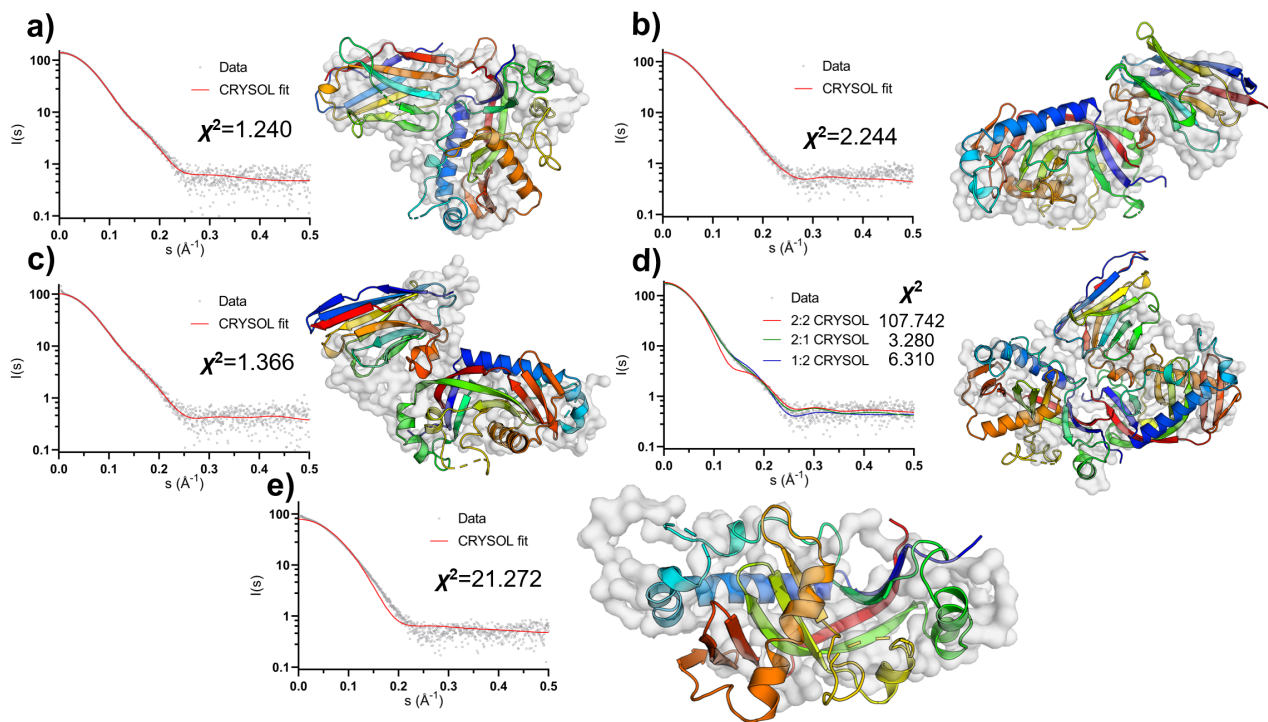 a)
100
10
1
0.1
I(s)
0.0 0.1 0.2 0.3 0.4 0.5
s (Å⁻¹)
Data
CRYSOL fit
χ²=1.240
b)
100
10
1
0.1
I(s)
0.0 0.1 0.2 0.3 0.4 0.5
s (Å⁻¹)
Data
CRYSOL fit
χ²=2.244
c)
100
10
1
0.1
I(s)
0.0 0.1 0.2 0.3 0.4 0.5
s (Å⁻¹)
Data
CRYSOL fit
χ²=1.366
d)
100
10
1
0.1
I(s)
0.0 0.1 0.2 0.3 0.4 0.5
s (Å⁻¹)
Data χ²
2:2 CRYSOL 107.742
2:1 CRYSOL 3.280
1:2 CRYSOL 6.310
e)
100
10
1
0.1
I(s)
0.0 0.1 0.2 0.3 0.4 0.5
s (Å⁻¹)
Data
CRYSOL fit
χ²=21.272